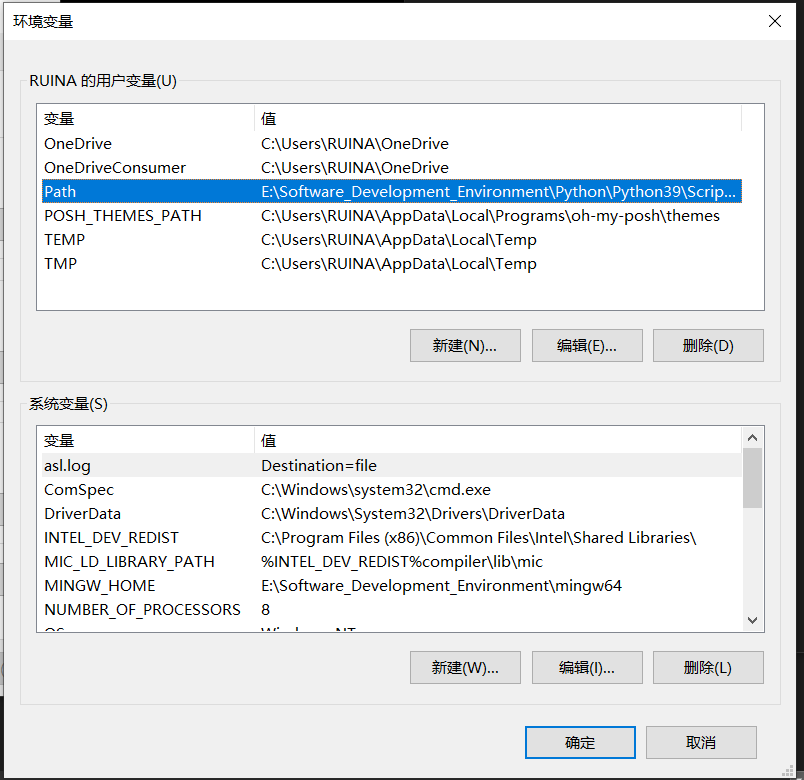 环境变量
RUINA 的用户变量(U)
变量 值
OneDrive C:\Users\RUINA\OneDrive
OneDriveConsumer C:\Users\RUINA\OneDrive
Path E:\Software_Development_Environment\Python\Python39\Scrip...
POSH_THEMES_PATH C:\Users\RUINA\AppData\Local\Programs\oh-my-posh\themes
TEMP C:\Users\RUINA\AppData\Local\Temp
TMP C:\Users\RUINA\AppData\Local\Temp
新建(N)... 编辑(E)... 删除(D)
系统变量(S)
变量 值
asl.log Destination=file
ComSpec C:\Windows\system32\cmd.exe
DriverData C:\Windows\System32\Drivers\DriverData
INTEL_DEV_REDIST C:\Program Files (x86)\Common Files\Intel\Shared Libraries\
MIC_LD_LIBRARY_PATH %INTEL_DEV_REDIST%compiler\lib\mic
MINGW_HOME E:\Software_Development_Environment\mingw64
NUMBER_OF_PROCESSORS 8
OS Windows_NT
新建(W)... 编辑(I)... 删除(L)
确定 取消